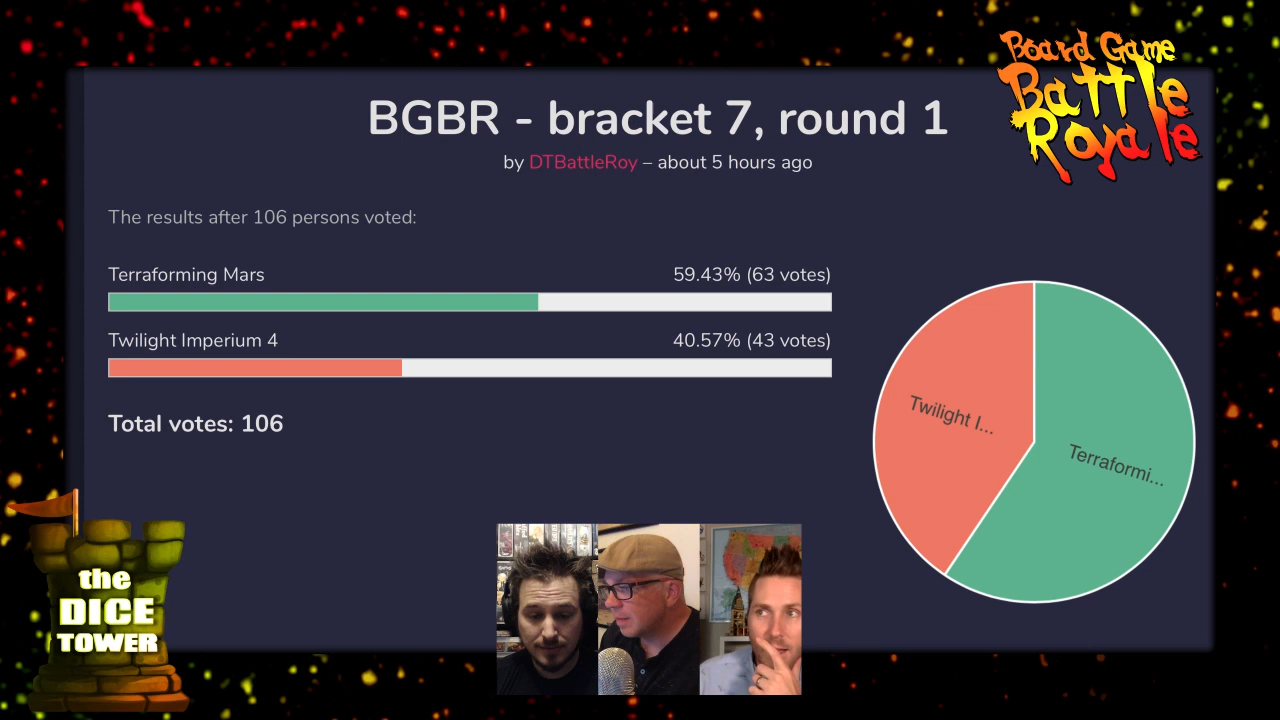 Board Game
Battle
Royale
BGBR - bracket 7, round 1
by DTBattleRoy – about 5 hours ago
The results after 106 persons voted:
Terraforming Mars 59.43% (63 votes)
Twilight Imperium 4 40.57% (43 votes)
Total votes: 106
Twilight I...
Terraformi...
the
DICE
TOWER